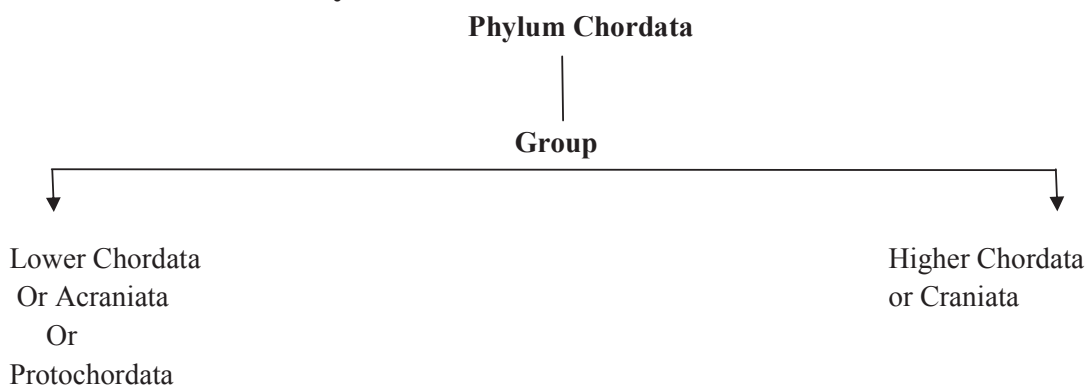 Phylum Chordata
Group
Lower Chordata
Or Acraniata
Or
Protochordata
Higher Chordata
or Craniata